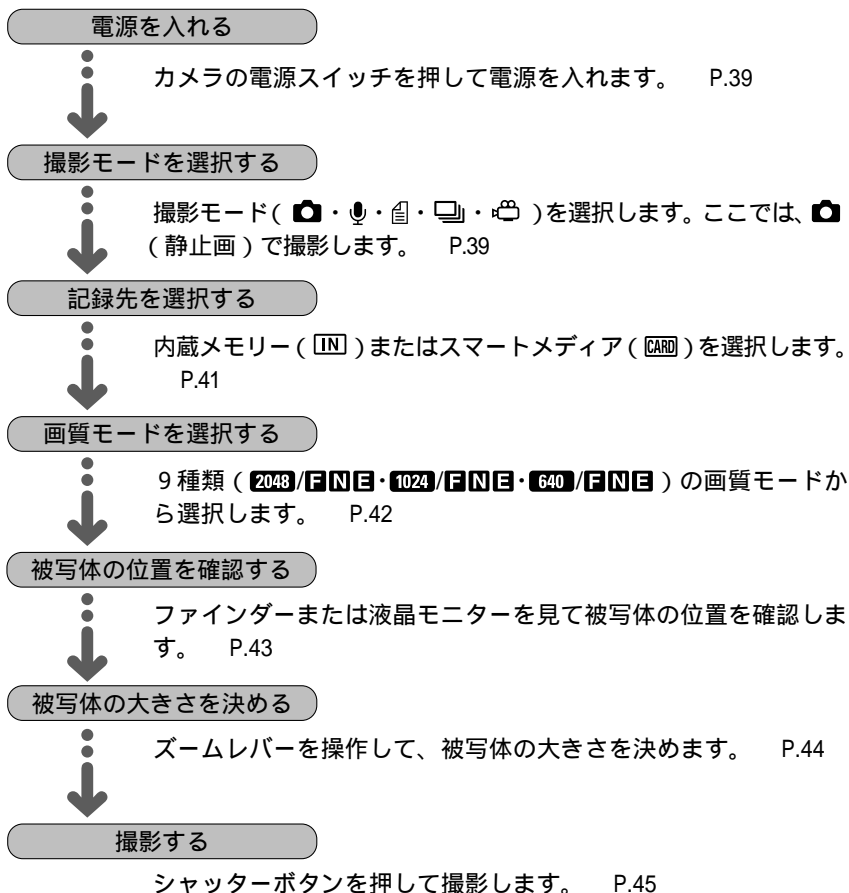 電源を入れる
カメラの電源スイッチを押して電源を入れます。 P.39
撮影モードを選択する
撮影モード(・・・・)を選択します。ここでは、
(静止画)で撮影します。 P.39
記録先を選択する
内蔵メモリー(IN)またはスマートメディア(CARD)を選択します。
P.41
画質モードを選択する
9種類(2048/FNE・1024/FNE・640/FNE)の画質モードか
ら選択します。 P.42
被写体の位置を確認する
ファインダーまたは液晶モニターを見て被写体の位置を確認しま
す。 P.43
被写体の大きさを決める
ズームレバーを操作して、被写体の大きさを決めます。 P.44
撮影する
シャッターボタンを押して撮影します。 P.45